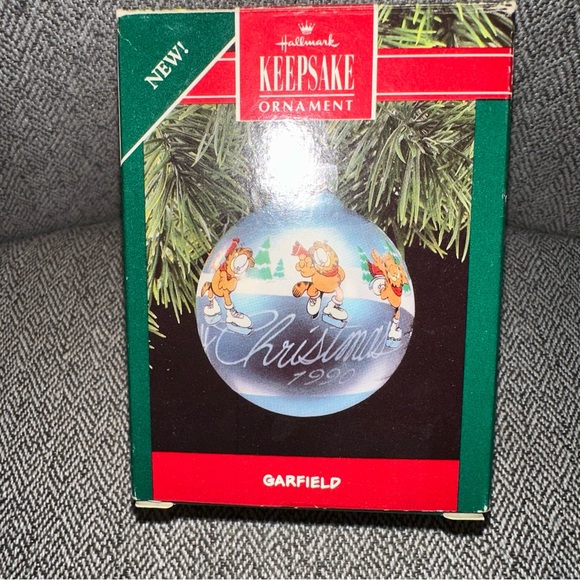 NEW!
Hallmark
KEEPSAKE
ORNAMENT
Christmas
1990
GARFIELD